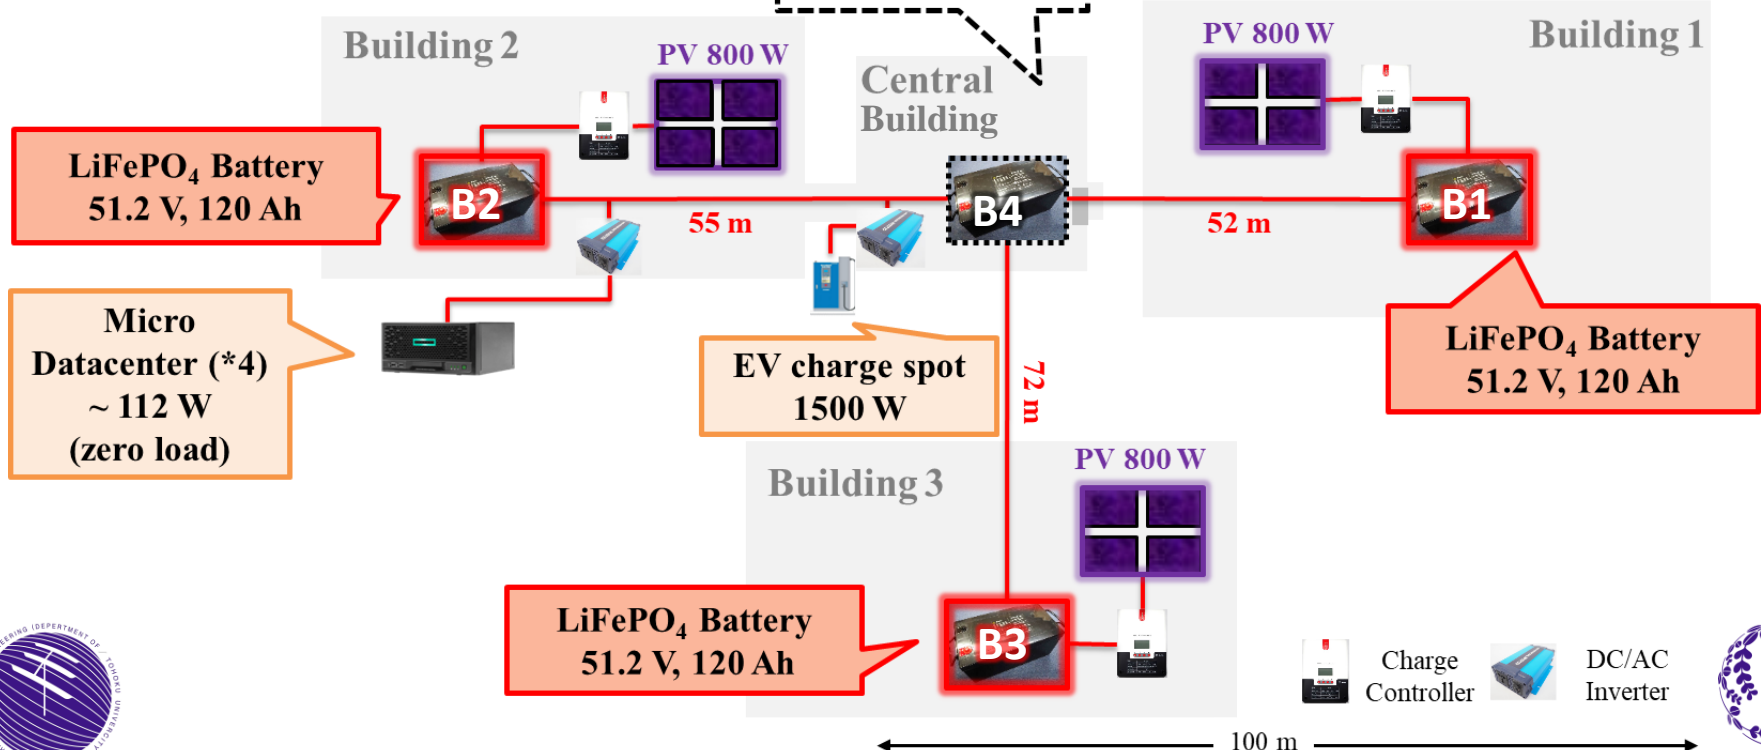 Building 2
PV 800 W
Central
Building
PV 800 W
Building 1
LiFePO₄ Battery
51.2 V, 120 Ah
B2
55 m
B4
52 m
B1
Micro
Datacenter (*4)
~ 112 W
(zero load)
EV charge spot
1500 W
72 m
LiFePO₄ Battery
51.2 V, 120 Ah
Building 3
PV 800 W
LiFePO₄ Battery
51.2 V, 120 Ah
B3
Charge
Controller
DC/AC
Inverter
100 m